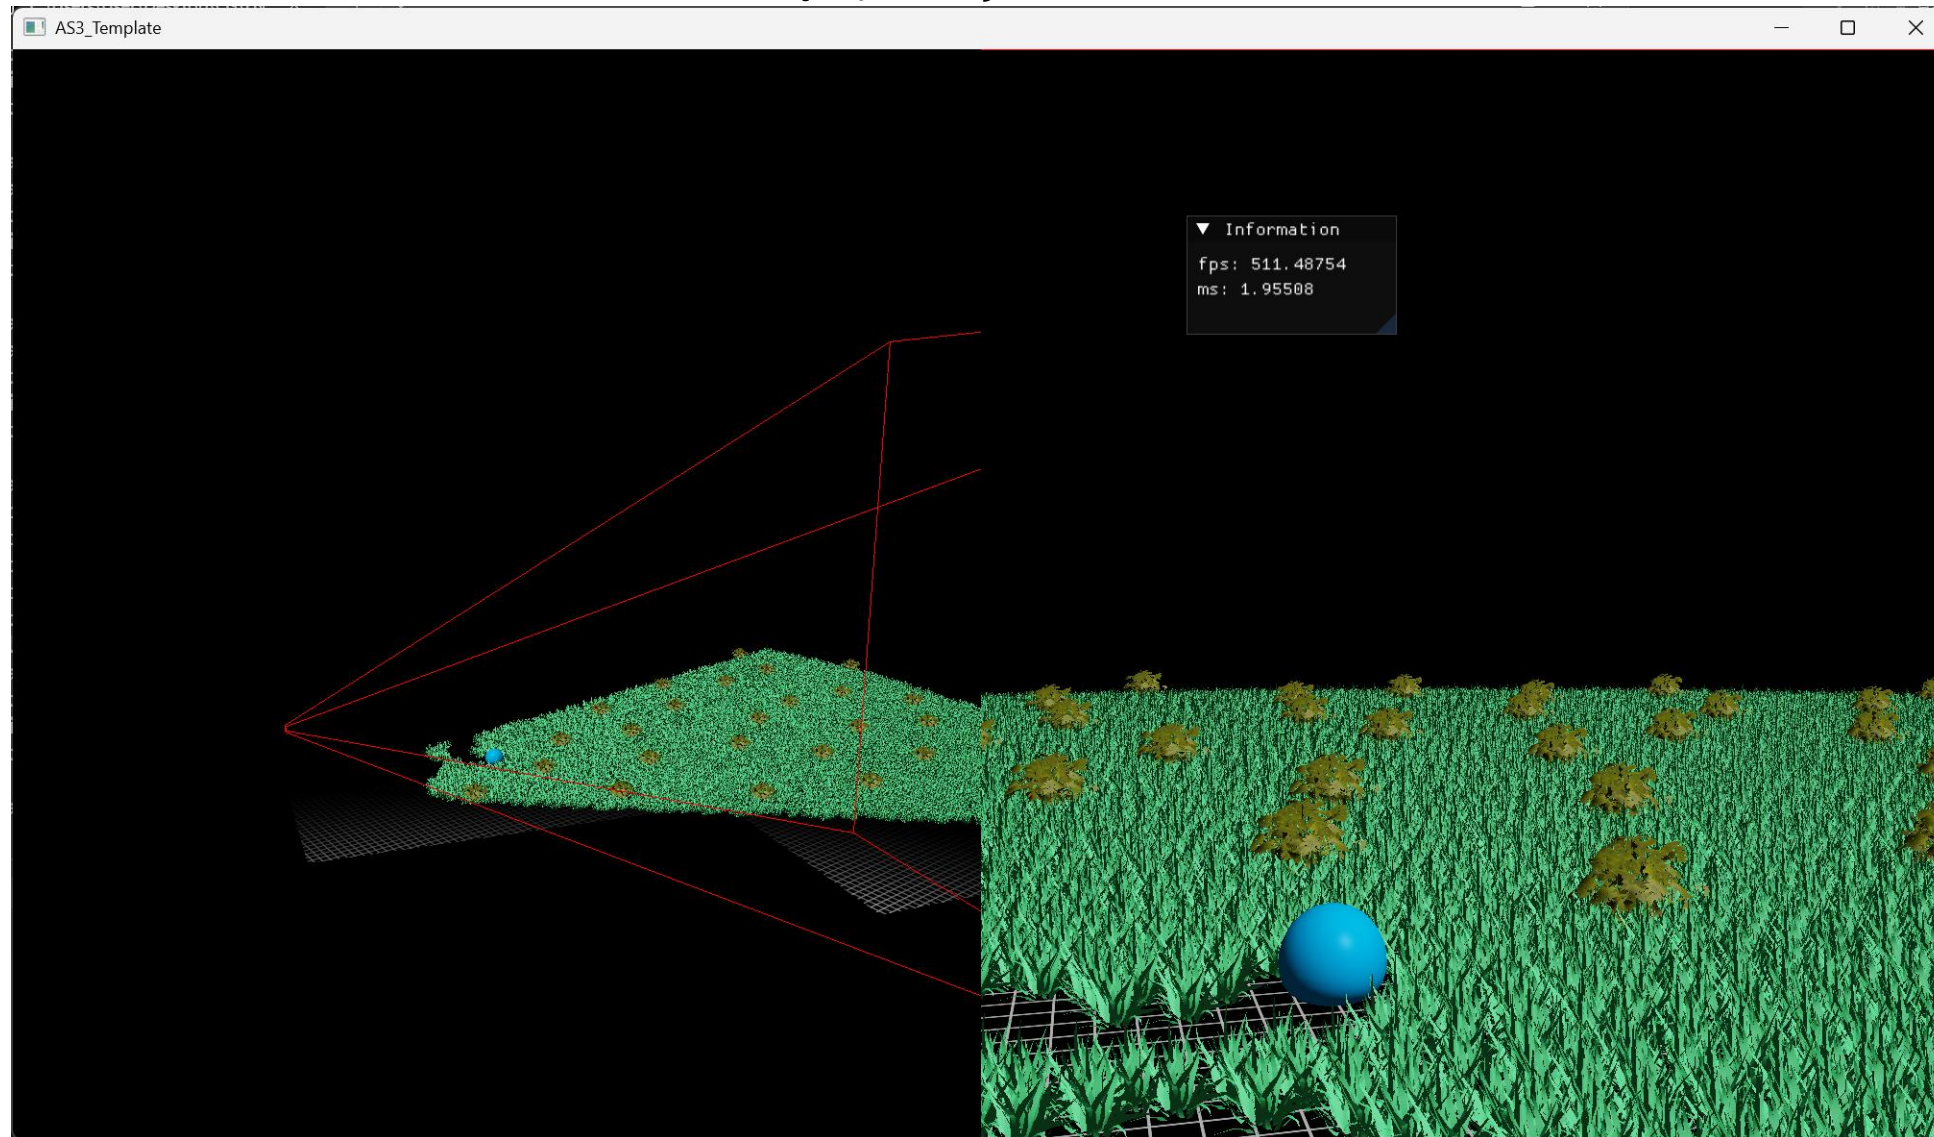 AS3_Template
▼ Information
fps: 511.48754
ms: 1.95508